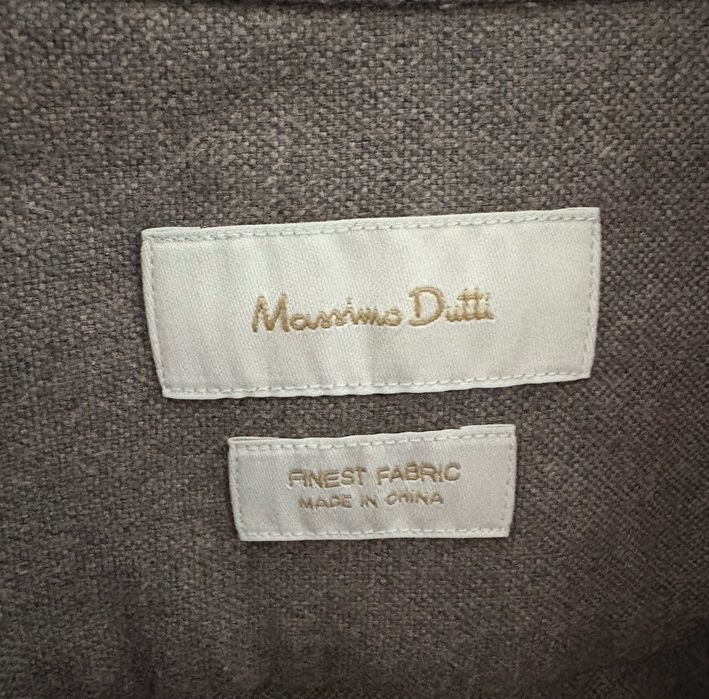 Massimo Dutti
FINEST FABRIC
MADE IN CHINA